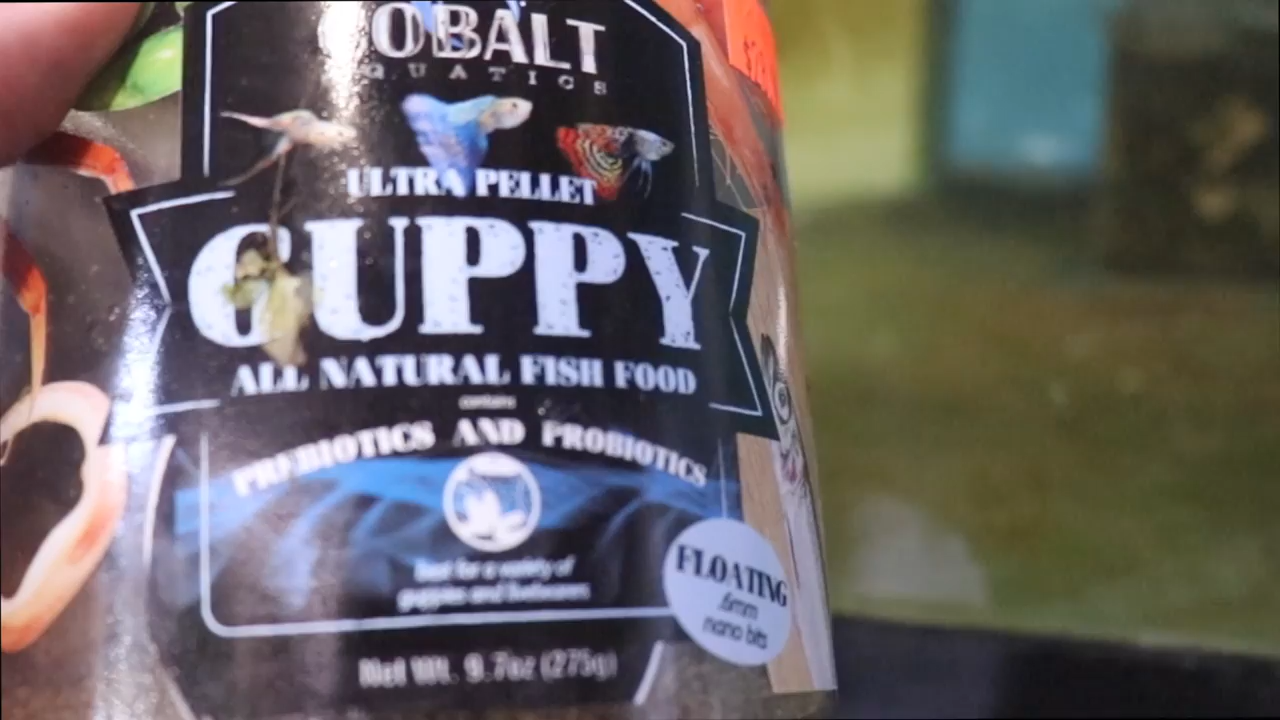 OBALT
QUATICS
ULTRA PELLET
GUPPY
ALL NATURAL FISH FOOD
contains
PREBIOTICS AND PROBIOTICS
Best for a variety of
guppies and livebearers
FLOATING
.6mm
nano bits
Net Wt. 9.7oz (275g)